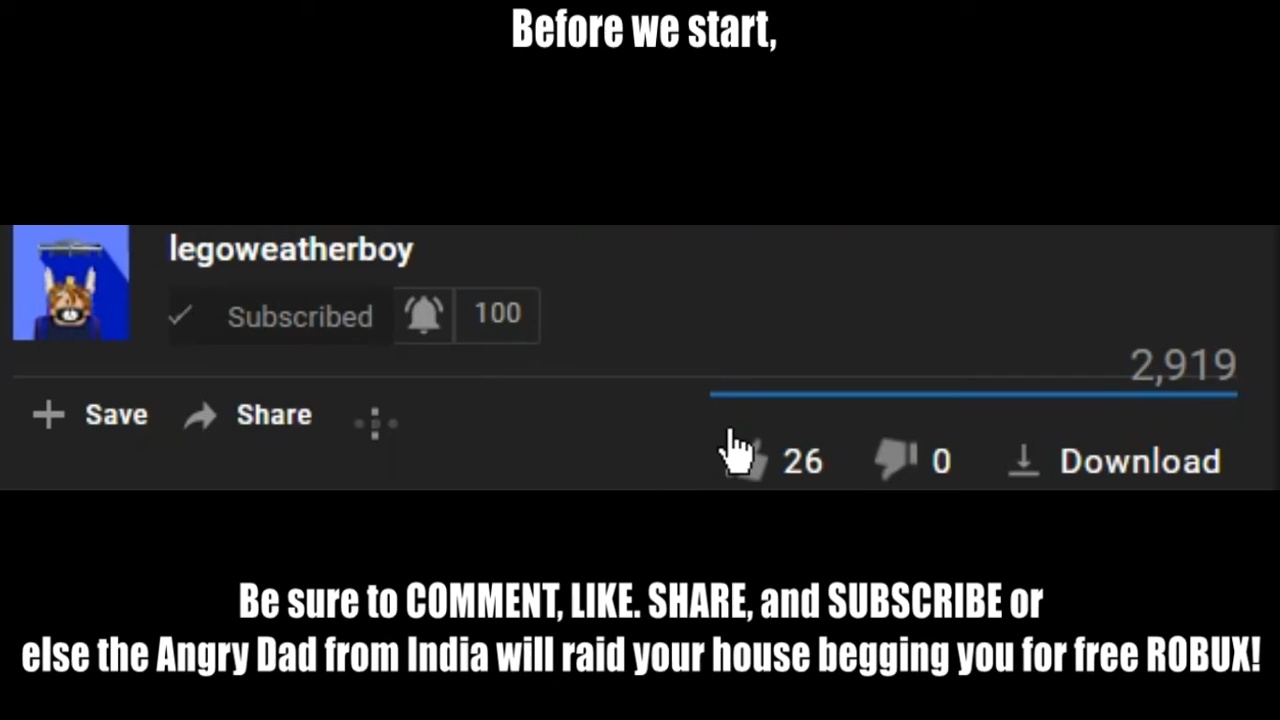 Before we start,
legoweatherboy
Subscribed 100
2,919
Save Share
26 0 Download
Be sure to COMMENT, LIKE. SHARE, and SUBSCRIBE or
else the Angry Dad from India will raid your house begging you for free ROBUX!